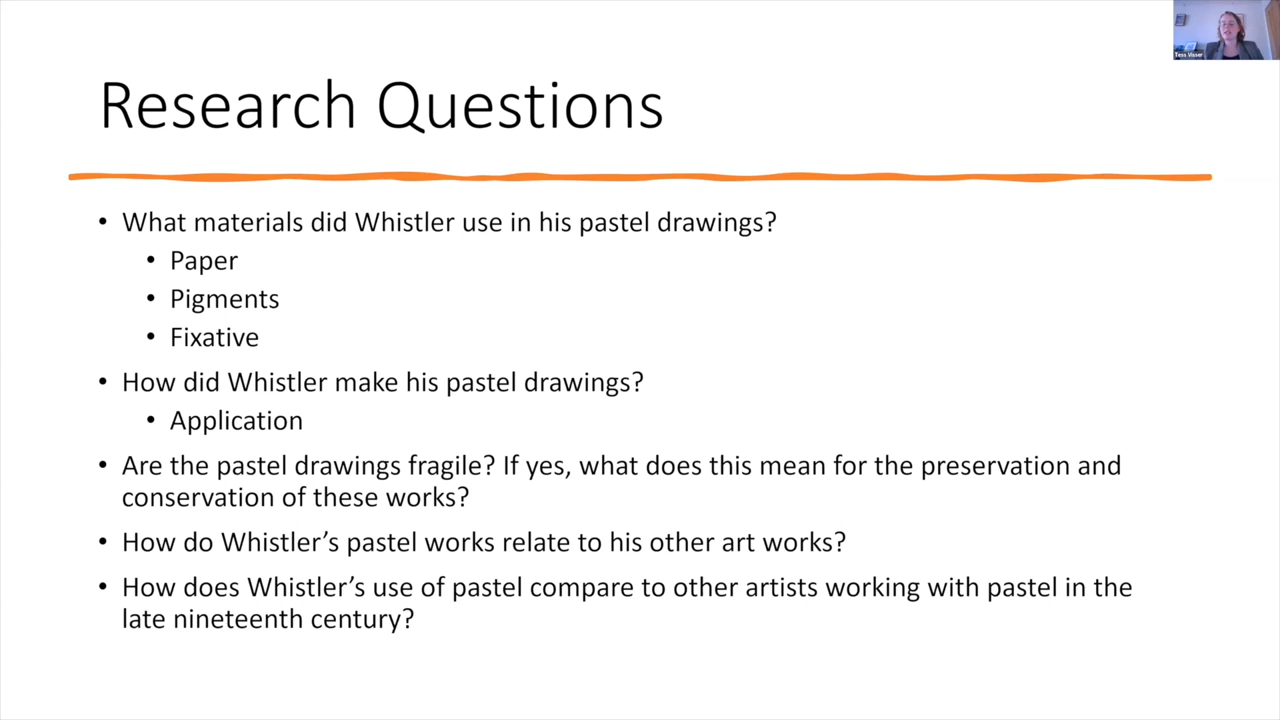 Tess Visser
Research Questions
• What materials did Whistler use in his pastel drawings?
• Paper
• Pigments
• Fixative
• How did Whistler make his pastel drawings?
• Application
• Are the pastel drawings fragile? If yes, what does this mean for the preservation and
conservation of these works?
• How do Whistler’s pastel works relate to his other art works?
• How does Whistler’s use of pastel compare to other artists working with pastel in the
late nineteenth century?